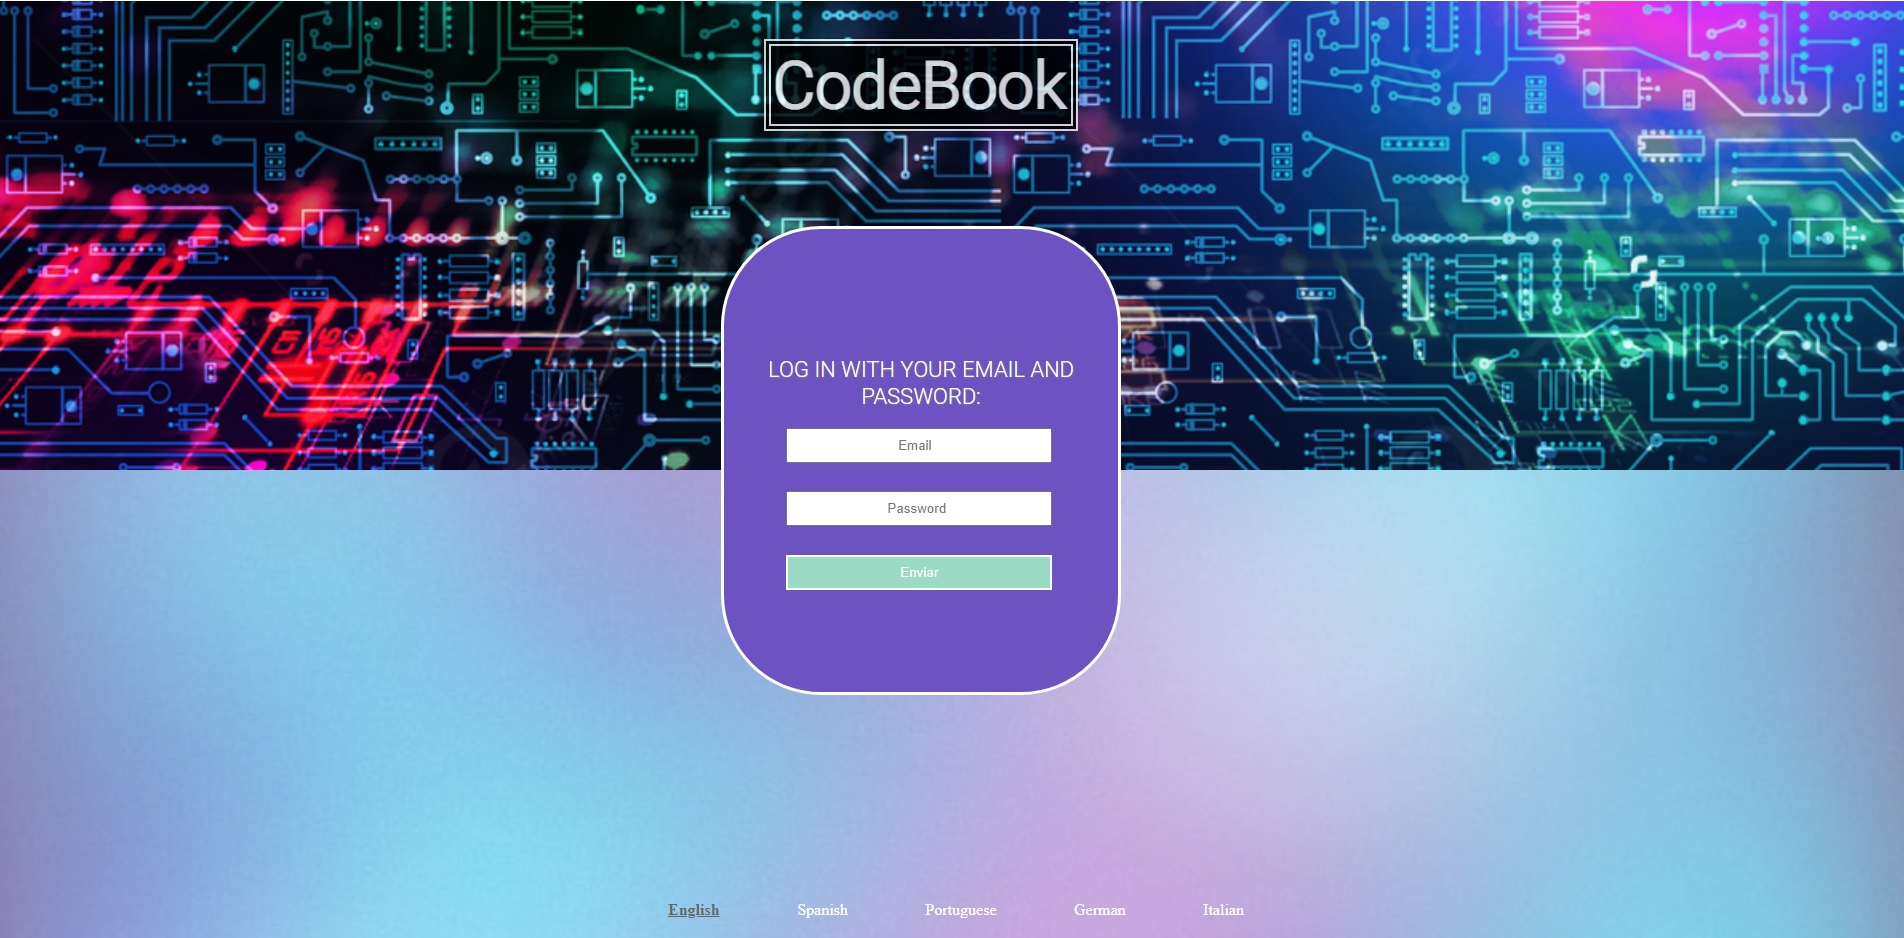 CodeBook
LOG IN WITH YOUR EMAIL AND
PASSWORD:
Email
Password
Enviar
English Spanish Portuguese German Italian